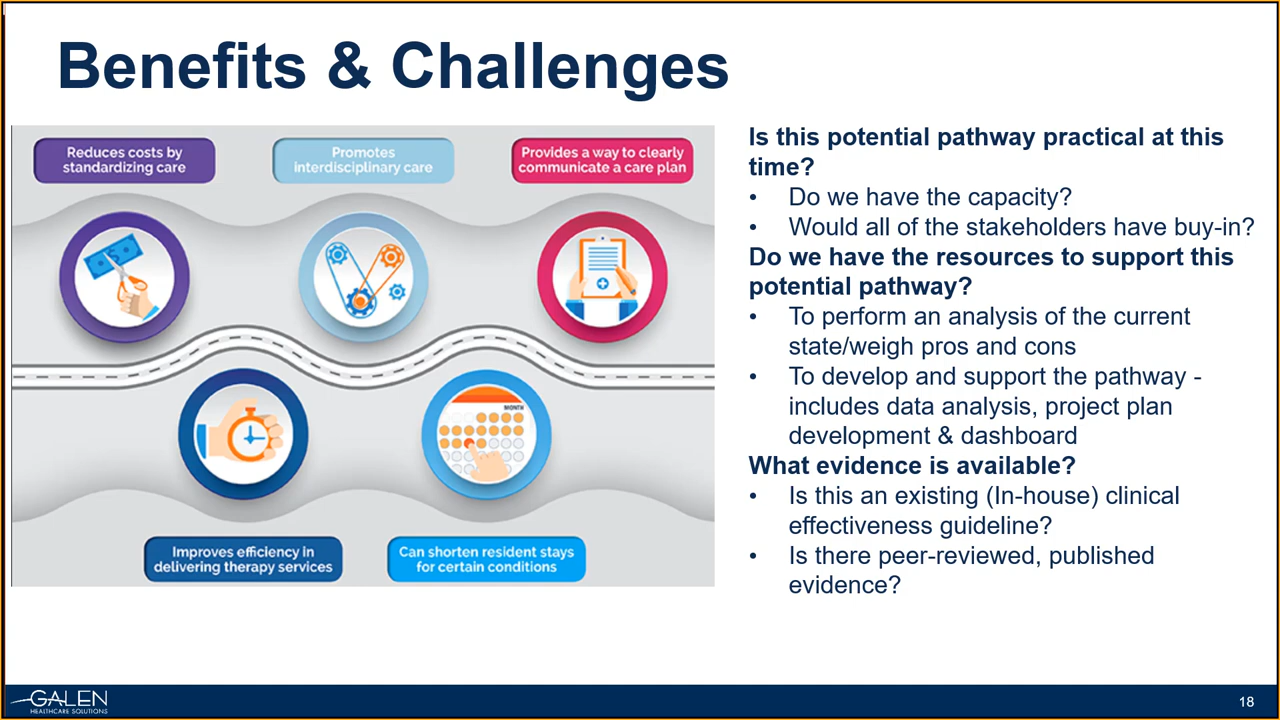 Benefits & Challenges
Reduces costs by
standardizing care
Promotes
interdisciplinary care
Provides a way to clearly
communicate a care plan
MONTH
Improves efficiency in
delivering therapy services
Can shorten resident stays
for certain conditions
Is this potential pathway practical at this
time?
• Do we have the capacity?
• Would all of the stakeholders have buy-in?
Do we have the resources to support this
potential pathway?
• To perform an analysis of the current
state/weigh pros and cons
• To develop and support the pathway -
includes data analysis, project plan
development & dashboard
What evidence is available?
• Is this an existing (In-house) clinical
effectiveness guideline?
• Is there peer-reviewed, published
evidence?
GALEN
HEALTHCARE SOLUTIONS
18